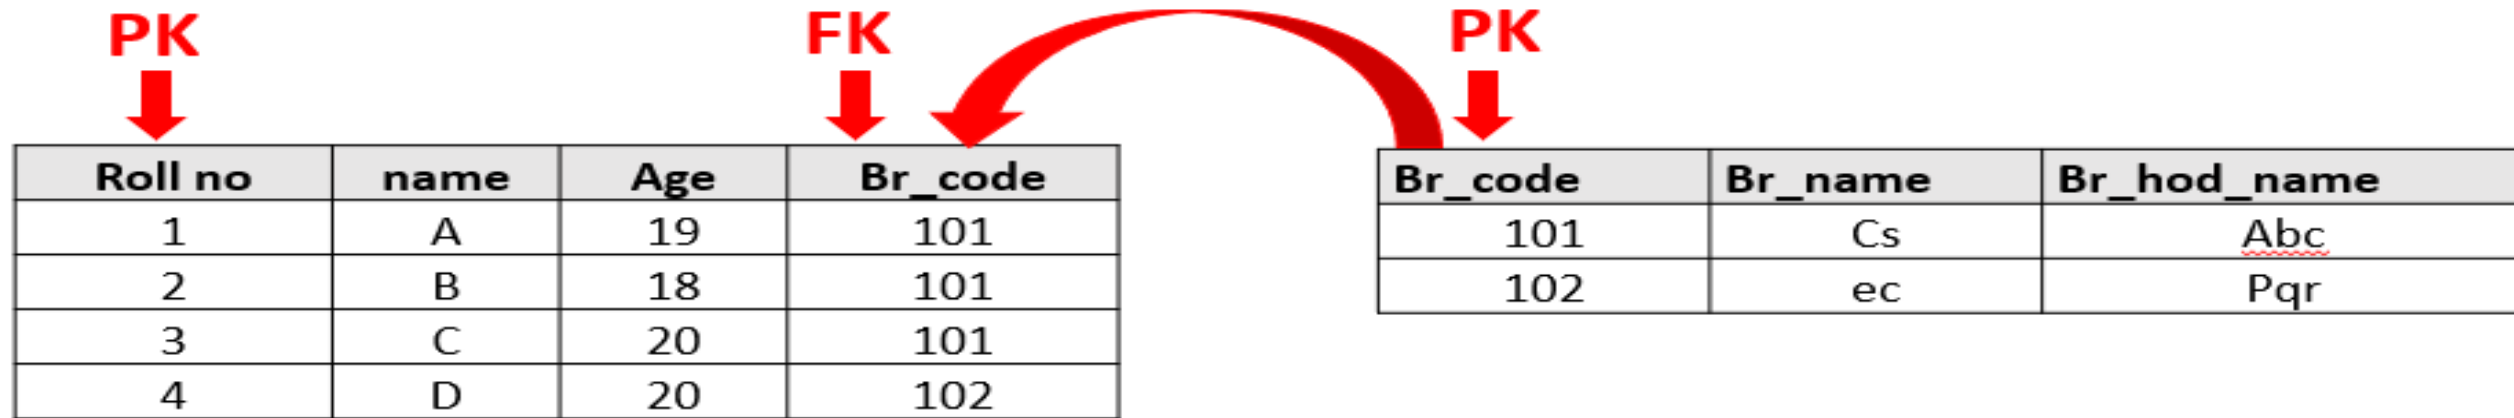 PK FK PK
Roll no name Age Br_code Br_code Br_name Br_hod_name
1 A 19 101 101 Cs Abc
2 B 18 101 102 ec Pqr
3 C 20 101
4 D 20 102